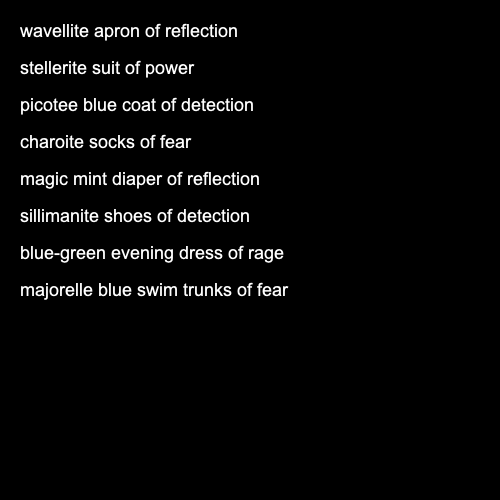 wavellite apron of reflection
stellerite suit of power
picotee blue coat of detection
charoite socks of fear
magic mint diaper of reflection
sillimanite shoes of detection
blue-green evening dress of rage
majorelle blue swim trunks of fear